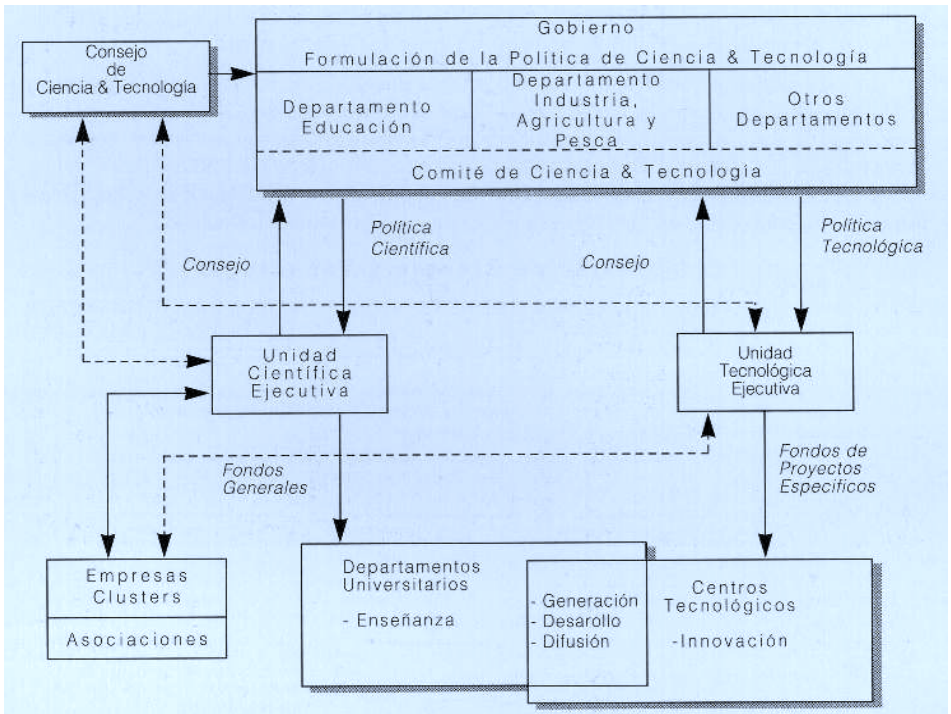 Consejo
de
Ciencia & Tecnología
Gobierno
Formulación de la Política de Ciencia & Tecnología
Departamento
Educación
Departamento
Industria,
Agricultura y
Pesca
Otros
Departamentos
Comité de Ciencia & Tecnología
Consejo
Política
Científica
Consejo
Política
Tecnológica
Unidad
Científica
Ejecutiva
Unidad
Tecnológica
Ejecutiva
Fondos
Generales
Fondos de
Proyectos
Especificos
Empresas
Clusters
Asociaciones
Departamentos
Universitarios
- Enseñanza
- Generación
- Desarollo
- Difusión
Centros
Tecnológicos
-Innovación